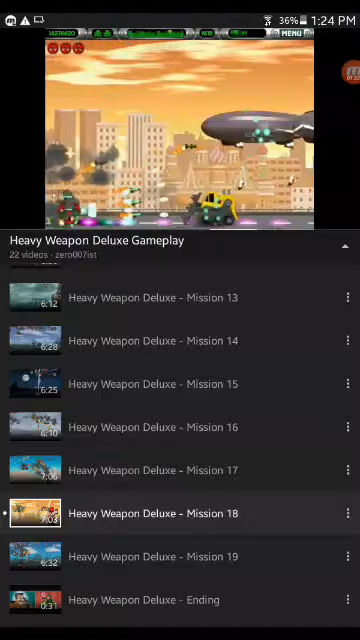 36% 1:24 PM
14276620
MENU
Heavy Weapon Deluxe Gameplay
22 videos · zero007ist
Heavy Weapon Deluxe - Mission 13
6:12
Heavy Weapon Deluxe - Mission 14
6:28
Heavy Weapon Deluxe - Mission 15
6:25
Heavy Weapon Deluxe - Mission 16
6:10
Heavy Weapon Deluxe - Mission 17
7:06
Heavy Weapon Deluxe - Mission 18
7:03
Heavy Weapon Deluxe - Mission 19
6:32
Heavy Weapon Deluxe - Ending
0:31